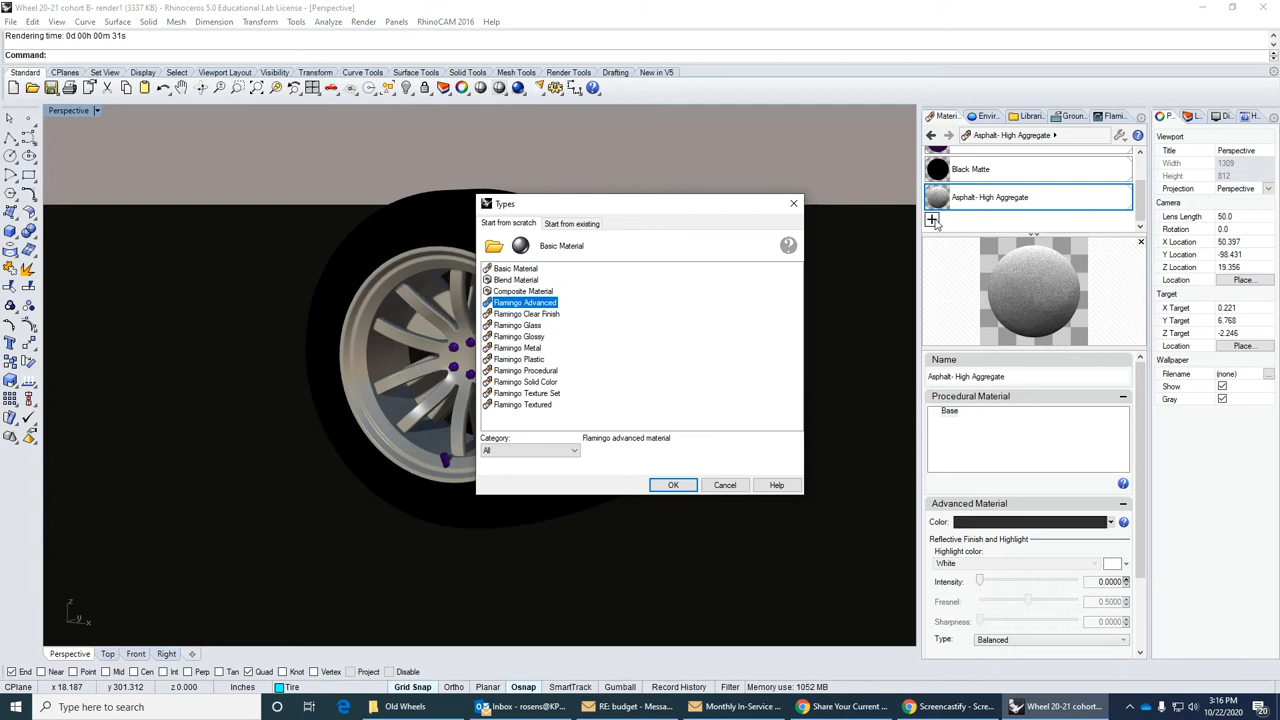 Wheel 20-21 cohort B- render1 (3337 KB) - Rhinoceros 5.0 Educational Lab License - [Perspective]
File Edit View Curve Surface Solid Mesh Dimension Transform Tools Analyze Render Panels RhinoCAM 2016 Help
Rendering time: 0d 00h 00m 31s
Command:
Standard CPlanes Set View Display Select Viewport Layout Visibility Transform Curve Tools Surface Tools Solid Tools Mesh Tools Render Tools Drafting New in V5
Perspective
Materi... Envir... Librari... Groun... Flami...
Asphalt- High Aggregate
Black Matte
Asphalt- High Aggregate
Name
Asphalt- High Aggregate
Procedural Material
Base
Advanced Material
Color:
Reflective Finish and Highlight
Highlight color:
White
Intensity: 0.0000
Fresnel: 0.5000
Sharpness: 0.0000
Type: Balanced
P... L... Di... H...
Viewport
Title Perspective
Width 1309
Height 812
Projection Perspective
Camera
Lens Length 50.0
Rotation 0.0
X Location 50.397
Y Location -98.431
Z Location 19.356
Location Place...
Target
X Target 0.221
Y Target 6.768
Z Target -2.246
Location Place...
Wallpaper
Filename (none) ...
Show
Gray
Types
Start from scratch Start from existing
Basic Material
Basic Material
Blend Material
Composite Material
Flamingo Advanced
Flamingo Clear Finish
Flamingo Glass
Flamingo Glossy
Flamingo Metal
Flamingo Plastic
Flamingo Procedural
Flamingo Solid Color
Flamingo Texture Set
Flamingo Textured
Category: Flamingo advanced material
All
OK Cancel Help
z
y
x
Perspective Top Front Right
End Near Point Mid Cen Int Perp Tan Quad Knot Vertex Project Disable
CPlane x 18.187 y 301.312 z 0.000 Inches Tire Grid Snap Ortho Planar Osnap SmartTrack Gumball Record History Filter Memory use: 1052 MB
Type here to search Old Wheels Inbox - rosens@KP... RE: budget - Messa... Monthly In-Service ... Share Your Current ... Screencastify - Scre... Wheel 20-21 cohort... 3:16 PM
10/22/2020